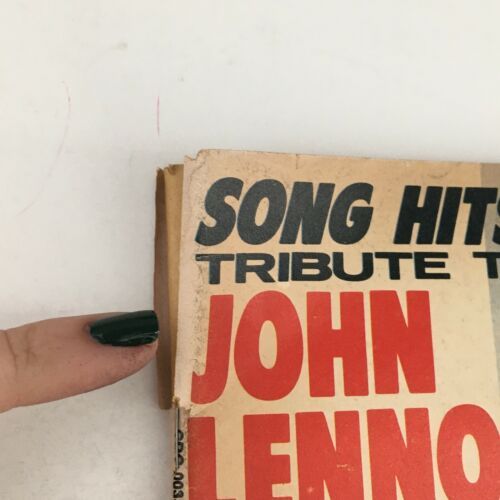 SONG HITS
TRIBUTE T
JOHN
LENNO